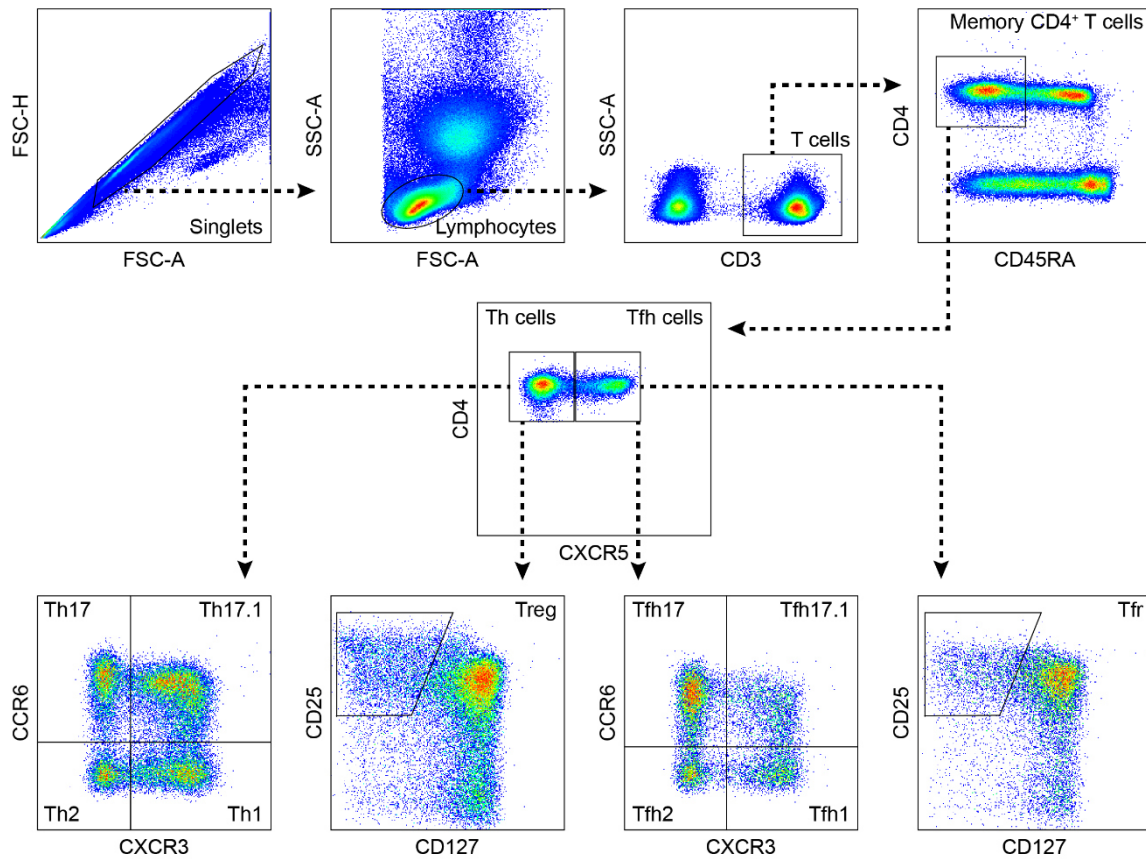 FSC-H
Singlets
FSC-A
SSC-A
Lymphocytes
FSC-A
SSC-A
T cells
CD3
Memory CD4⁺ T cells
CD4
CD45RA
Th cells
Tfh cells
CD4
CXCR5
Th17
Th17.1
CCR6
Th2
Th1
CXCR3
Treg
CD25
CD127
Tfh17
Tfh17.1
CCR6
Tfh2
Tfh1
CXCR3
Tfr
CD25
CD127